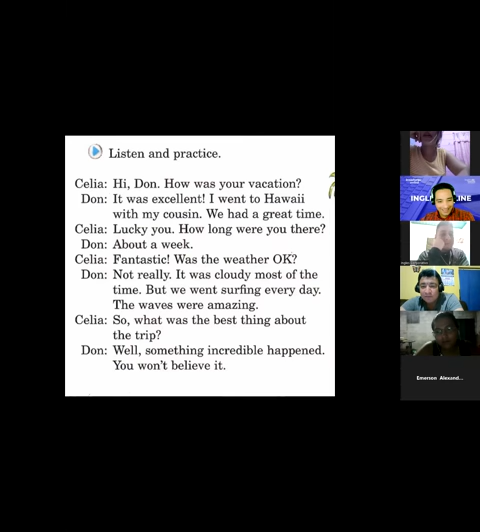 Listen and practice.
Celia: Hi, Don. How was your vacation?
Don: It was excellent! I went to Hawaii
with my cousin. We had a great time.
Celia: Lucky you. How long were you there?
Don: About a week.
Celia: Fantastic! Was the weather OK?
Don: Not really. It was cloudy most of the
time. But we went surfing every day.
The waves were amazing.
Celia: So, what was the best thing about
the trip?
Don: Well, something incredible happened.
You won't believe it.
Emerson Alexand...